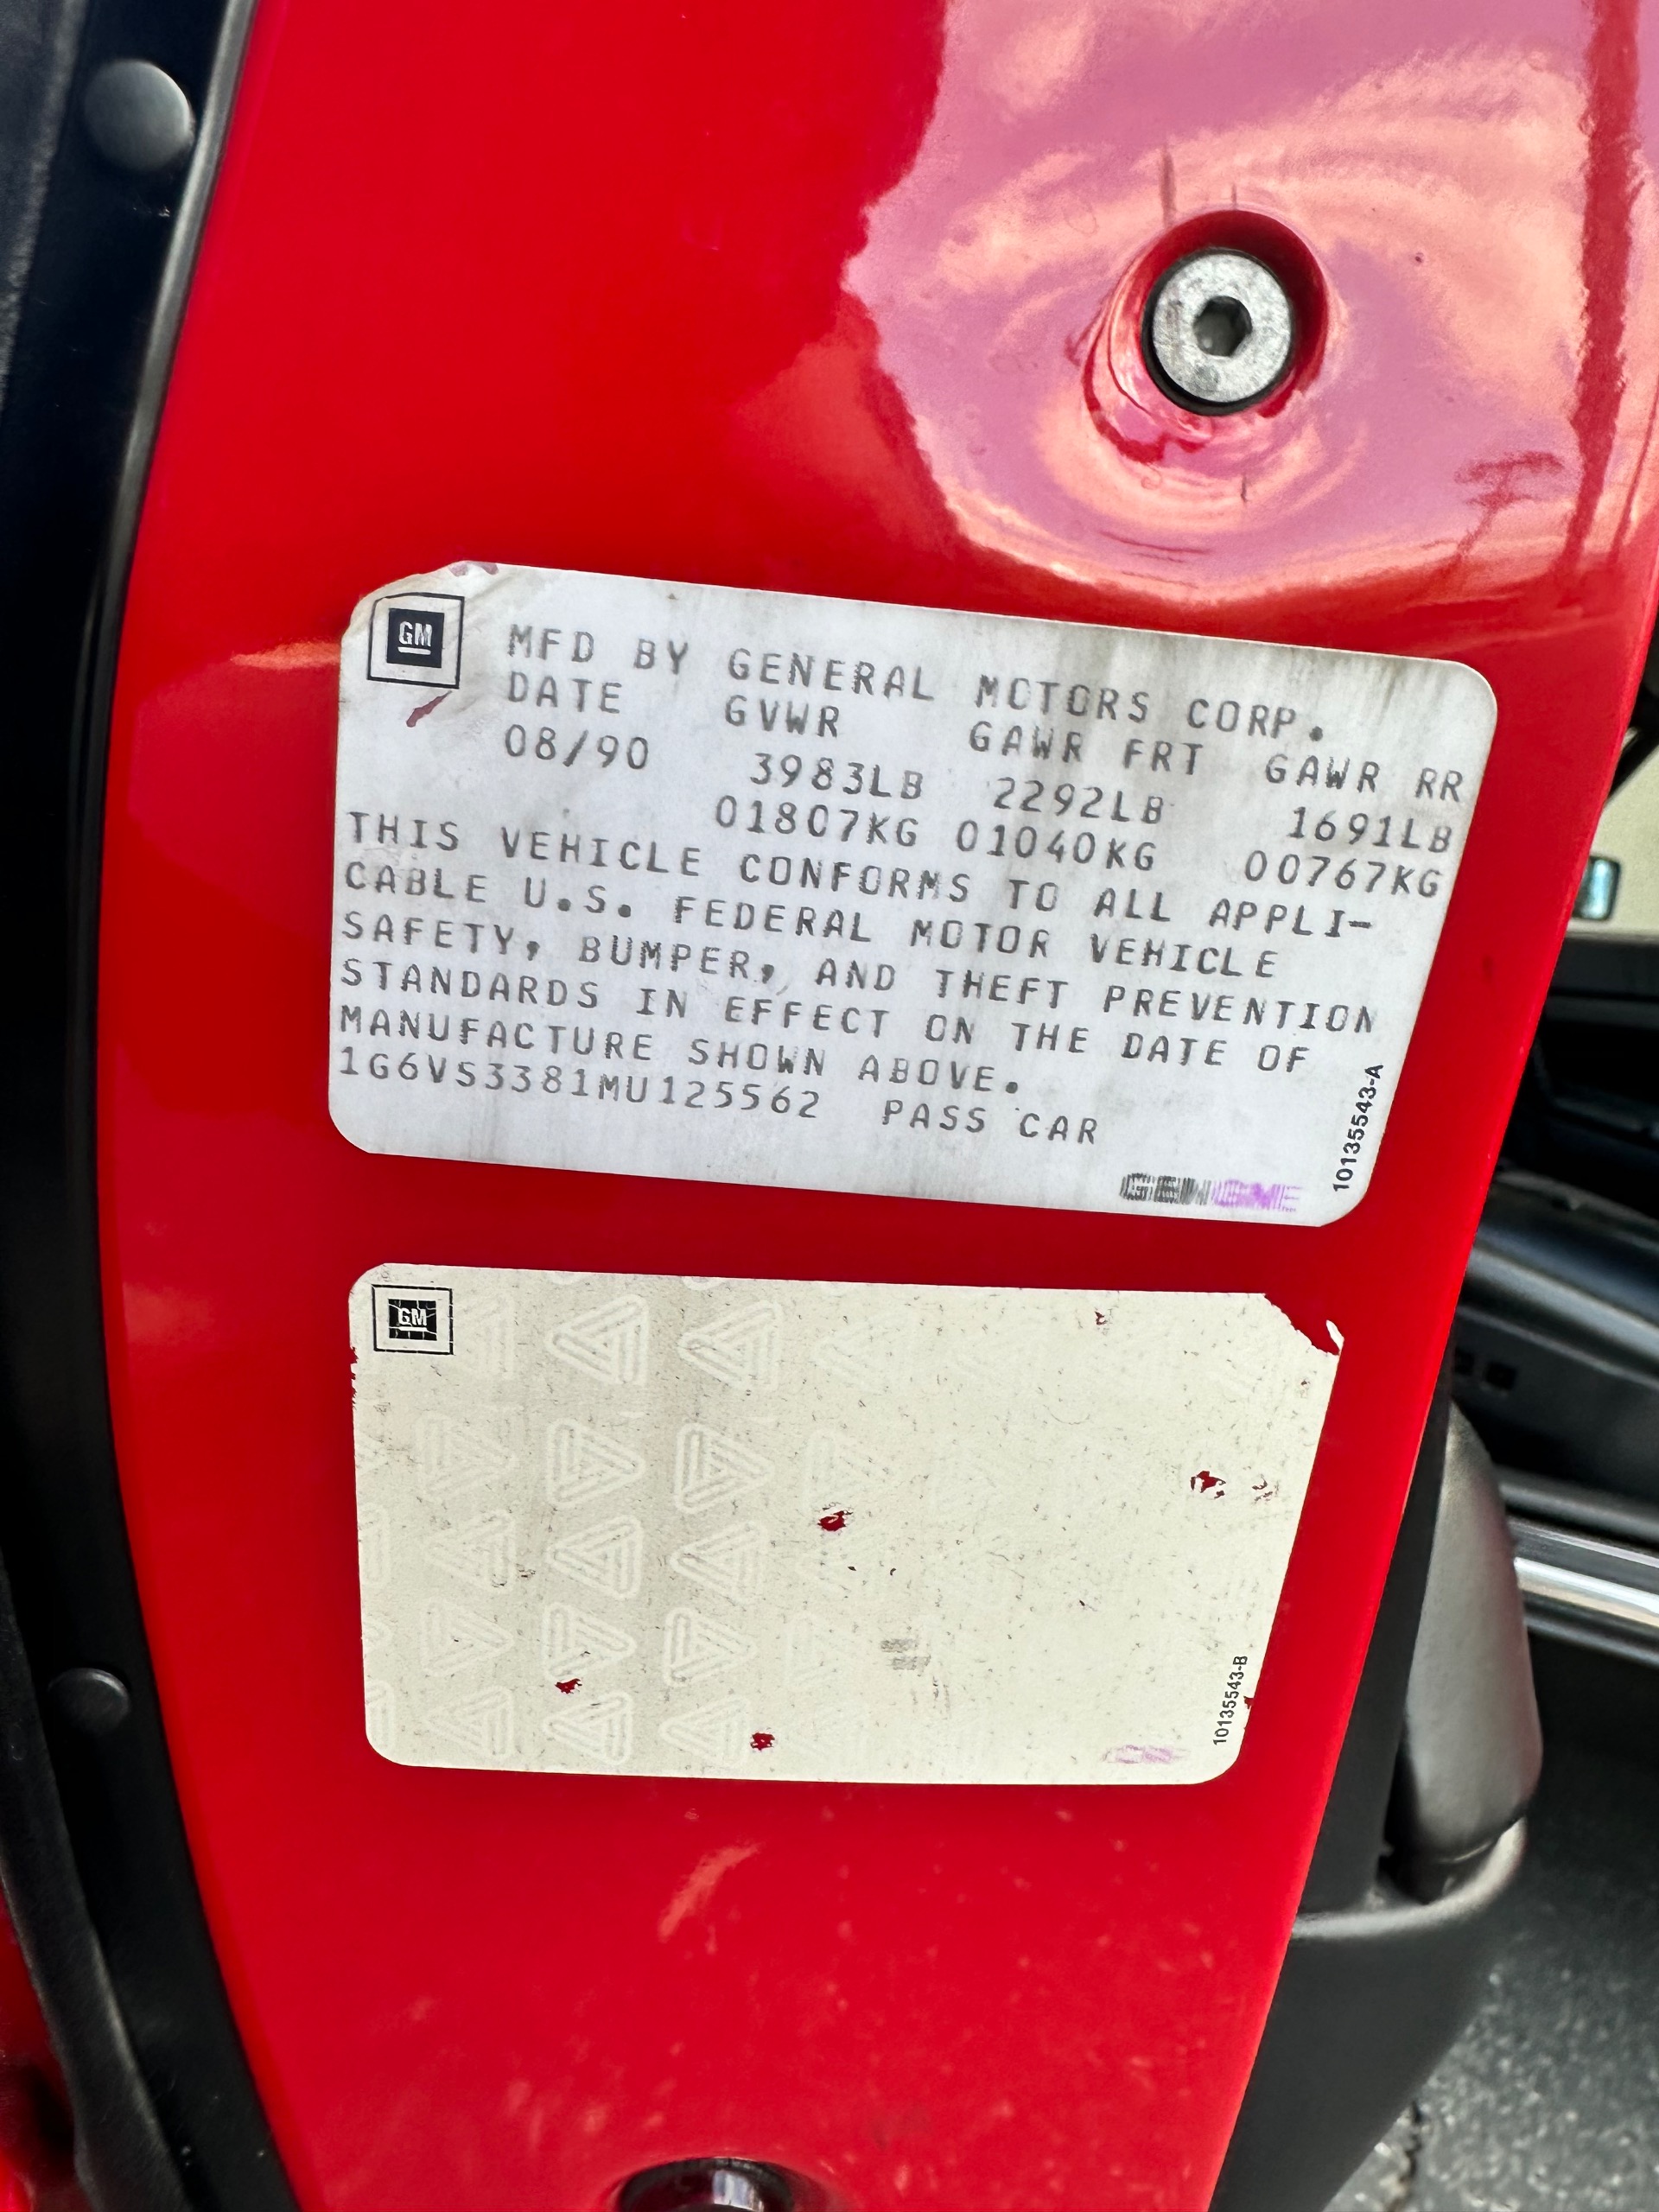 GM
MFD BY GENERAL MOTORS CORP.
DATE GVWR GAWR FRT GAWR RR
08/90 3983LB 2292LB 1691LB
01807KG 01040KG 00767KG
THIS VEHICLE CONFORMS TO ALL APPLI-
CABLE U.S. FEDERAL MOTOR VEHICLE
SAFETY, BUMPER, AND THEFT PREVENTION
STANDARDS IN EFFECT ON THE DATE OF
MANUFACTURE SHOWN ABOVE.
1G6VS3381MU125562 PASS CAR
10135543-A
GM
10135543-B